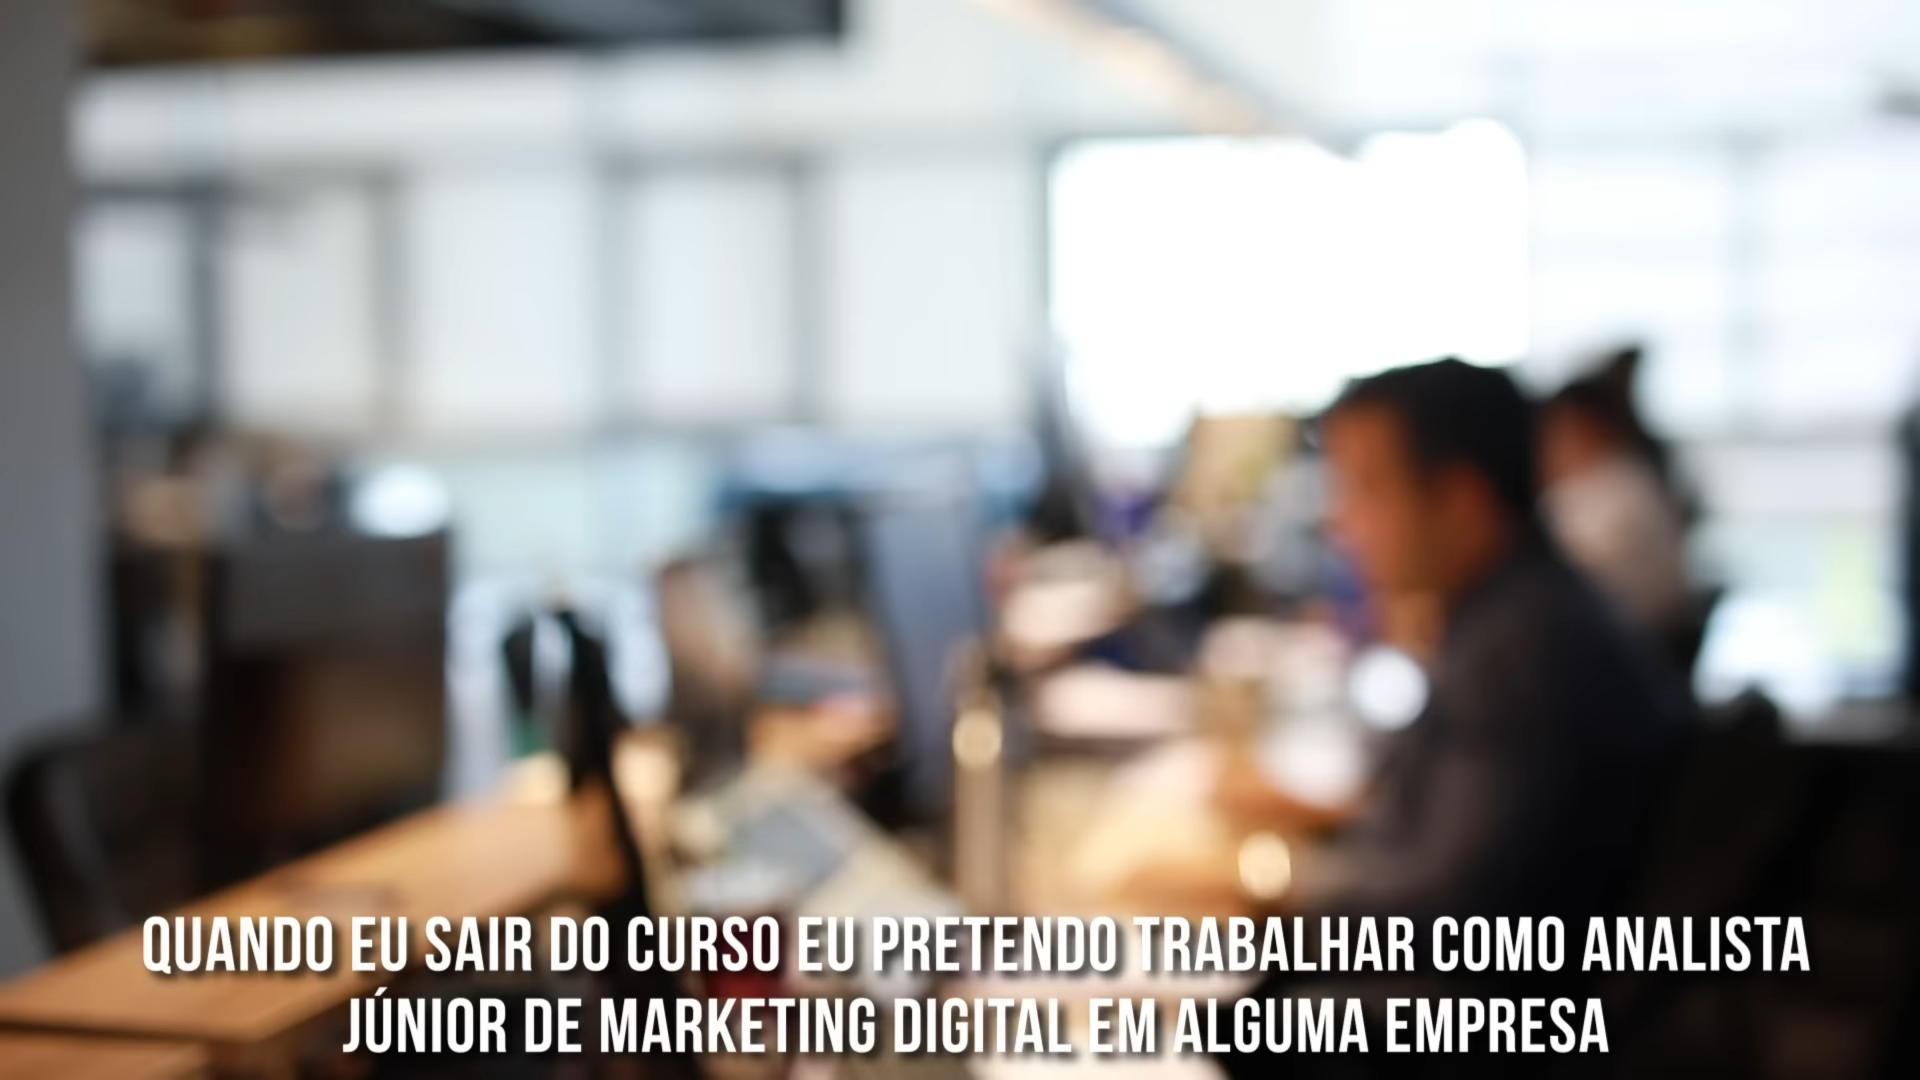 QUANDO EU SAIR DO CURSO EU PRETENDO TRABALHAR COMO ANALISTA
JÚNIOR DE MARKETING DIGITAL EM ALGUMA EMPRESA